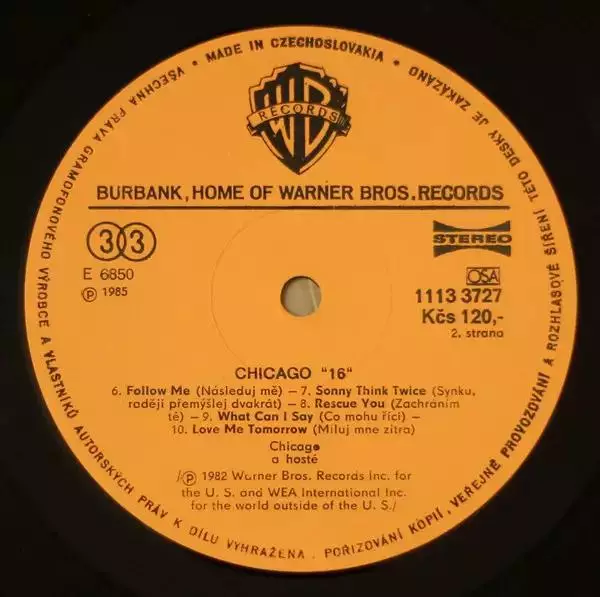 VŠECHNA PRÁVA GRAMOFONOVÉHO VÝROBCE A VLASTNÍKŮ AUTORSKÝCH PRÁV K DÍLU VYHRAŽENA. POŘIZOVÁNÍ KOPIÍ, VEŘEJNÉ PROVOZOVÁNÍ A ROZHLASOVÉ ŠÍŘENÍ TÉTO DESKY JE ZAKÁZÁNO • MADE IN CZECHOSLOVAKIA •
WB
RECORDS
BURBANK, HOME OF WARNER BROS. RECORDS
33
STEREO
E 6850
Ⓟ 1985
OSA
1113 3727
Kčs 120,-
2. strana
CHICAGO "16"
6. Follow Me (Následuj mě) – 7. Sonny Think Twice (Synku,
raději přemýšlej dvakrát) – 8. Rescue You (Zachráním
tě) – 9. What Can I Say (Co mohu říci) –
10. Love Me Tomorrow (Miluj mne zítra)
Chicago
a hosté
/Ⓟ 1982 Warner Bros. Records Inc. for
the U. S. and WEA International Inc.
for the world outside of the U. S./